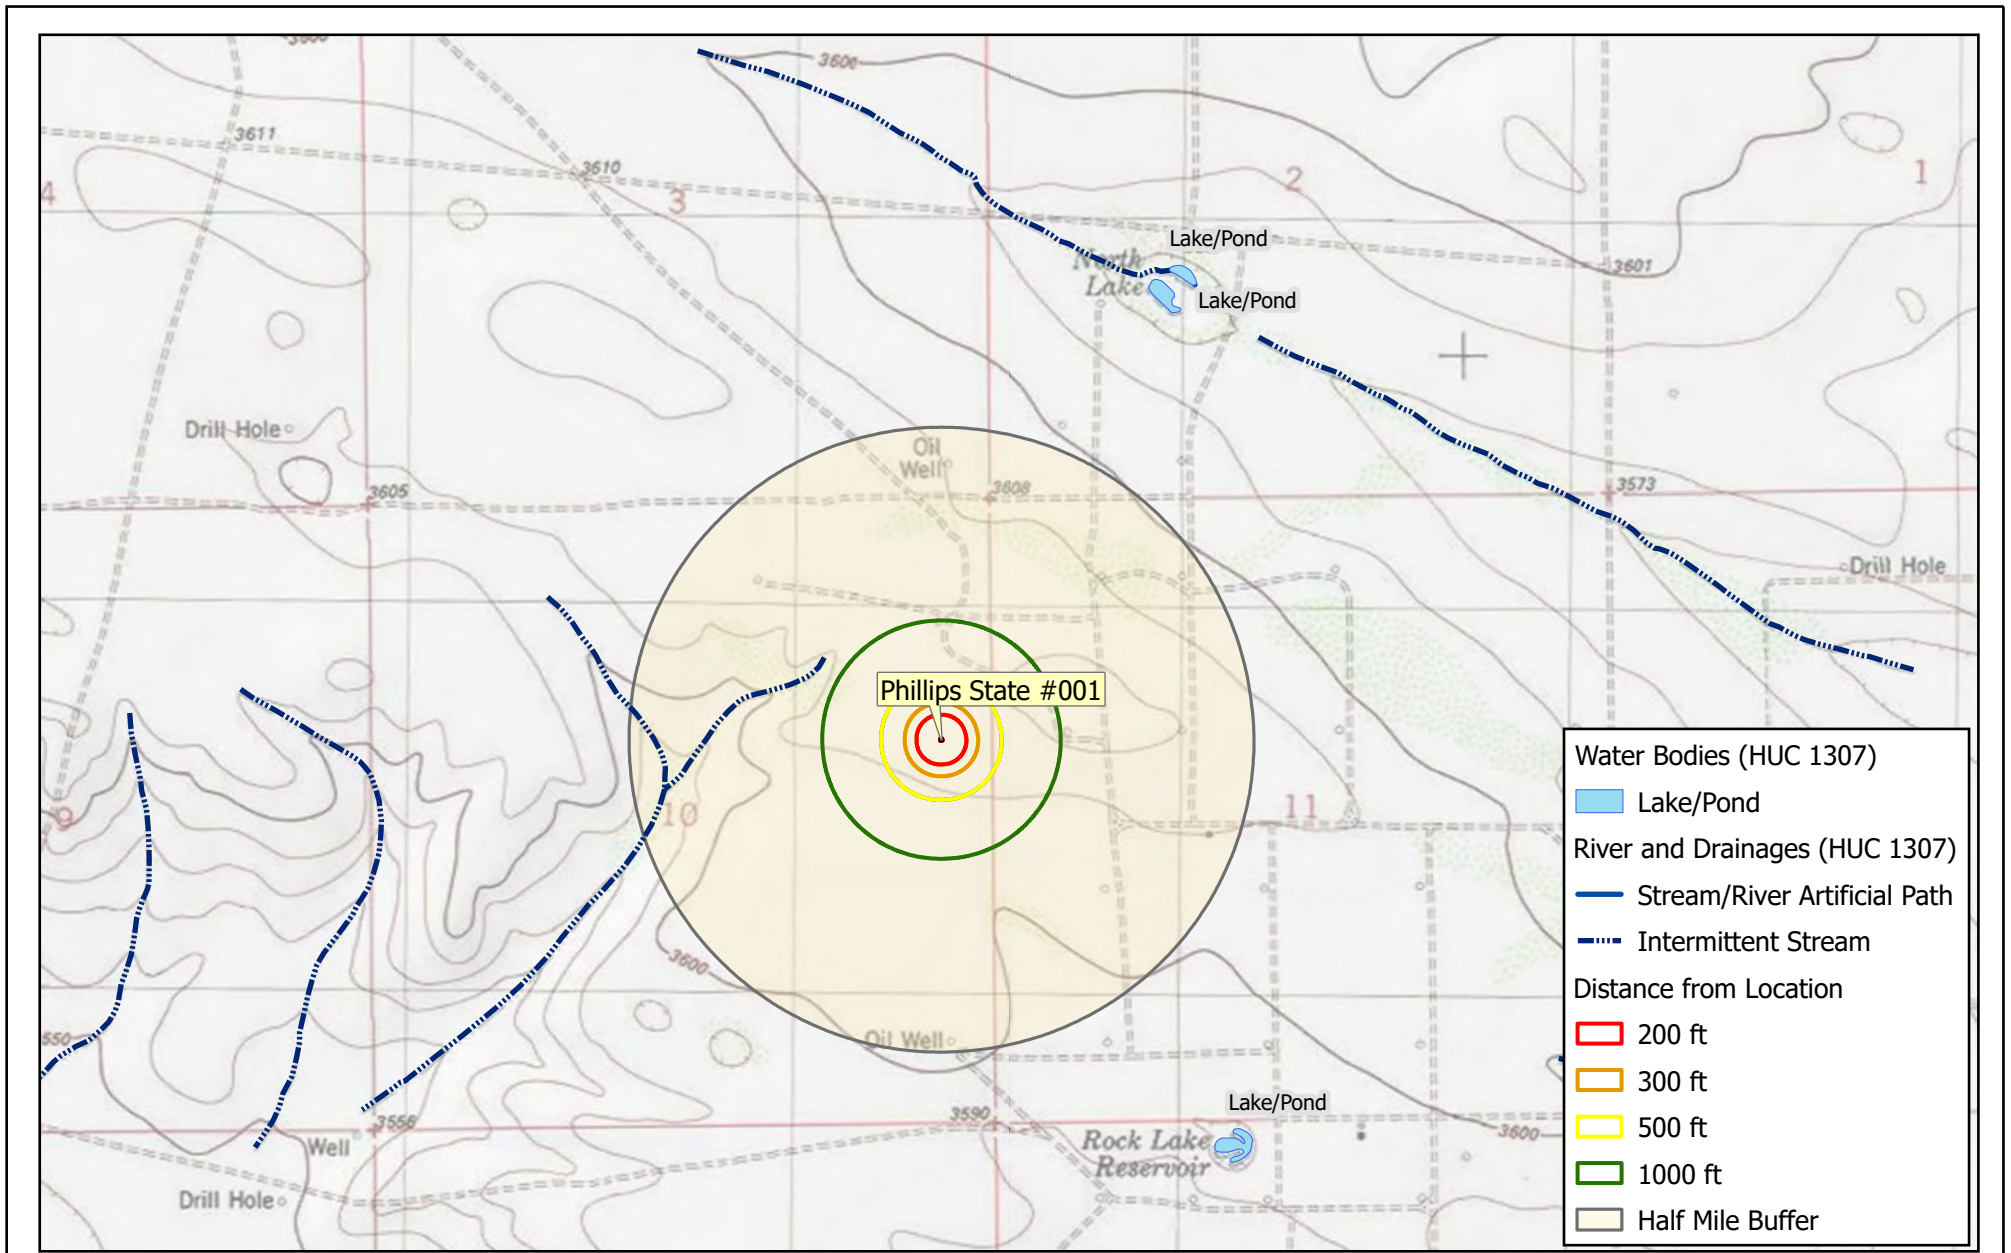 3600
3600
3611
3610
4
3
2
1
Lake/Pond
North
Lake
Lake/Pond
3601
Drill Hole
Oil
Well
3605
3608
3573
Drill Hole
Phillips State #001
9
10
11
3600
550
Oil Well
3556
Well
3590
Lake/Pond
Rock Lake
Reservoir
3600
Drill Hole
Water Bodies (HUC 1307)
Lake/Pond
River and Drainages (HUC 1307)
Stream/River Artificial Path
Intermittent Stream
Distance from Location
200 ft
300 ft
500 ft
1000 ft
Half Mile Buffer